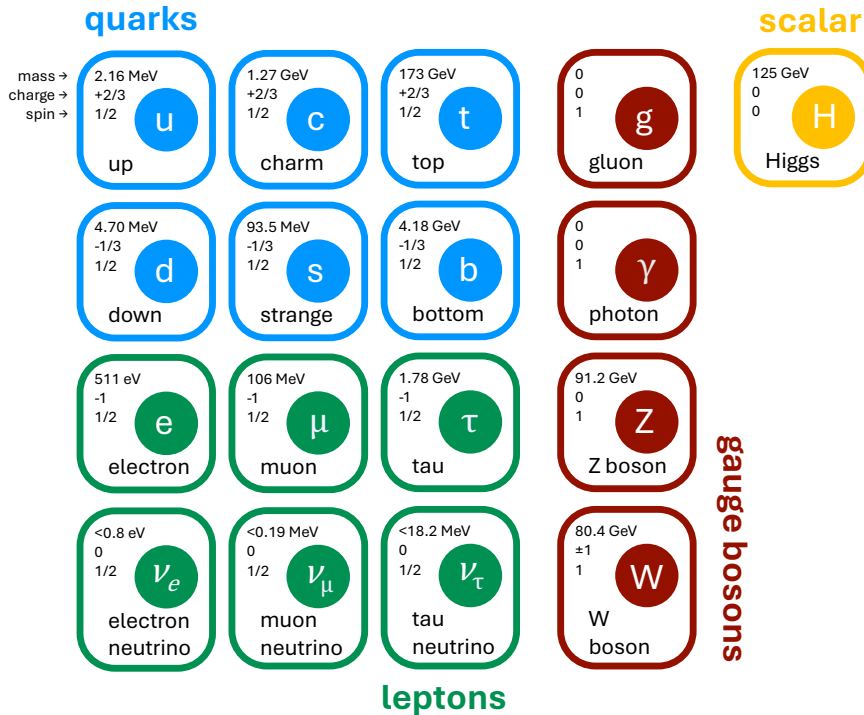 quarks
scalar
mass →
charge →
spin →
2.16 MeV
+2/3
1/2
u
up
1.27 GeV
+2/3
1/2
c
charm
173 GeV
+2/3
1/2
t
top
0
0
1
g
gluon
125 GeV
0
0
H
Higgs
4.70 MeV
-1/3
1/2
d
down
93.5 MeV
-1/3
1/2
s
strange
4.18 GeV
-1/3
1/2
b
bottom
0
0
1
γ
photon
511 eV
-1
1/2
e
electron
106 MeV
-1
1/2
μ
muon
1.78 GeV
-1
1/2
τ
tau
91.2 GeV
0
1
Z
Z boson
<0.8 eV
0
1/2
νe
electron
neutrino
<0.19 MeV
0
1/2
νμ
muon
neutrino
<18.2 MeV
0
1/2
ντ
tau
neutrino
80.4 GeV
±1
1
W
W
boson
gauge bosons
leptons